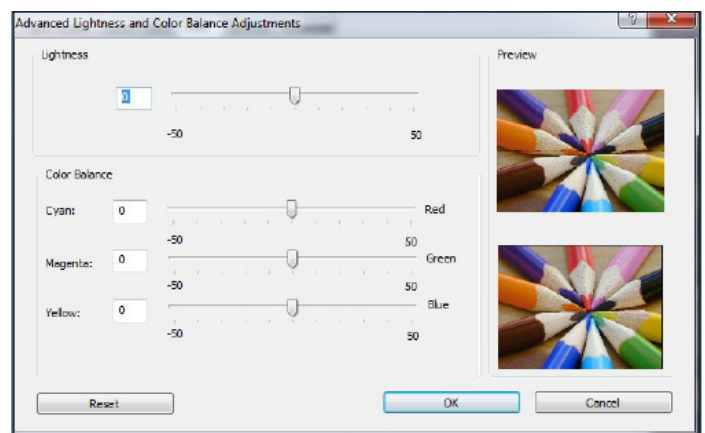 Advanced Lightness and Color Balance Adjustments
Lightness
Preview
0
-50 50
Color Balance
Cyan: 0 Red
-50 50
Magenta: 0 Green
-50 50
Yellow: 0 Blue
-50 50
Reset OK Cancel